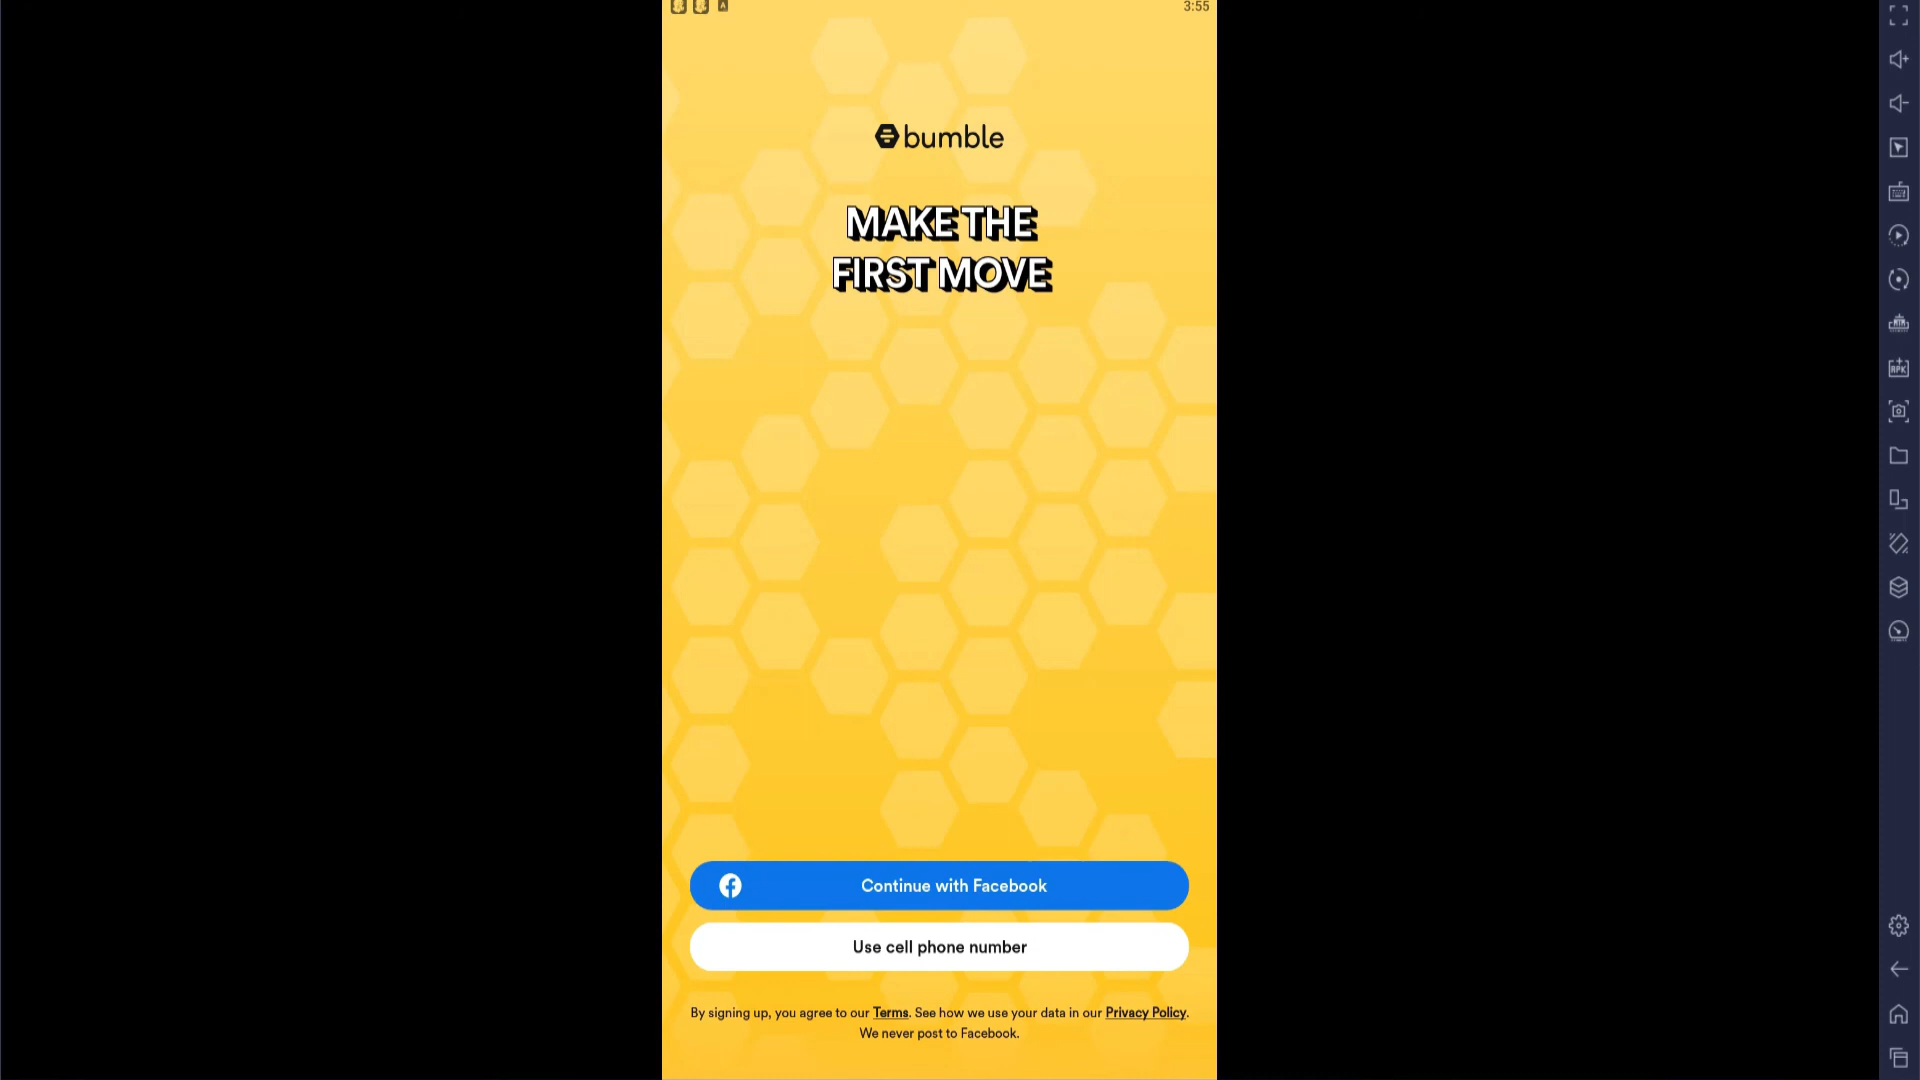 3:55
bumble
MAKE THE
FIRST MOVE
Continue with Facebook
Use cell phone number
By signing up, you agree to our Terms. See how we use your data in our Privacy Policy.
We never post to Facebook.